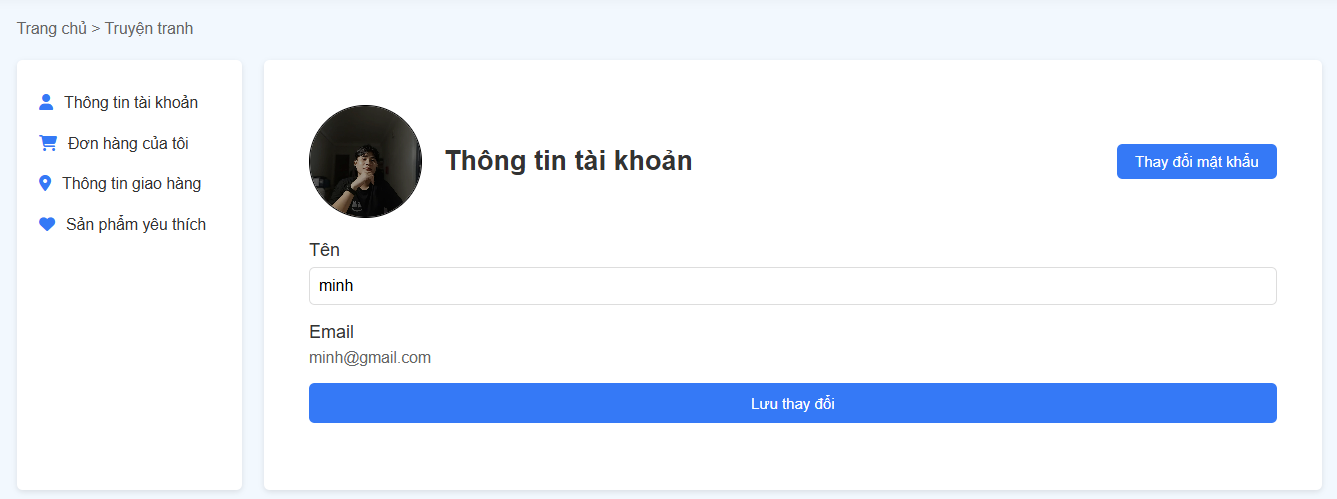 Trang chủ > Truyện tranh
Thông tin tài khoản
Đơn hàng của tôi
Thông tin giao hàng
Sản phẩm yêu thích
Thông tin tài khoản
Thay đổi mật khẩu
Tên
minh
Email
minh@gmail.com
Lưu thay đổi